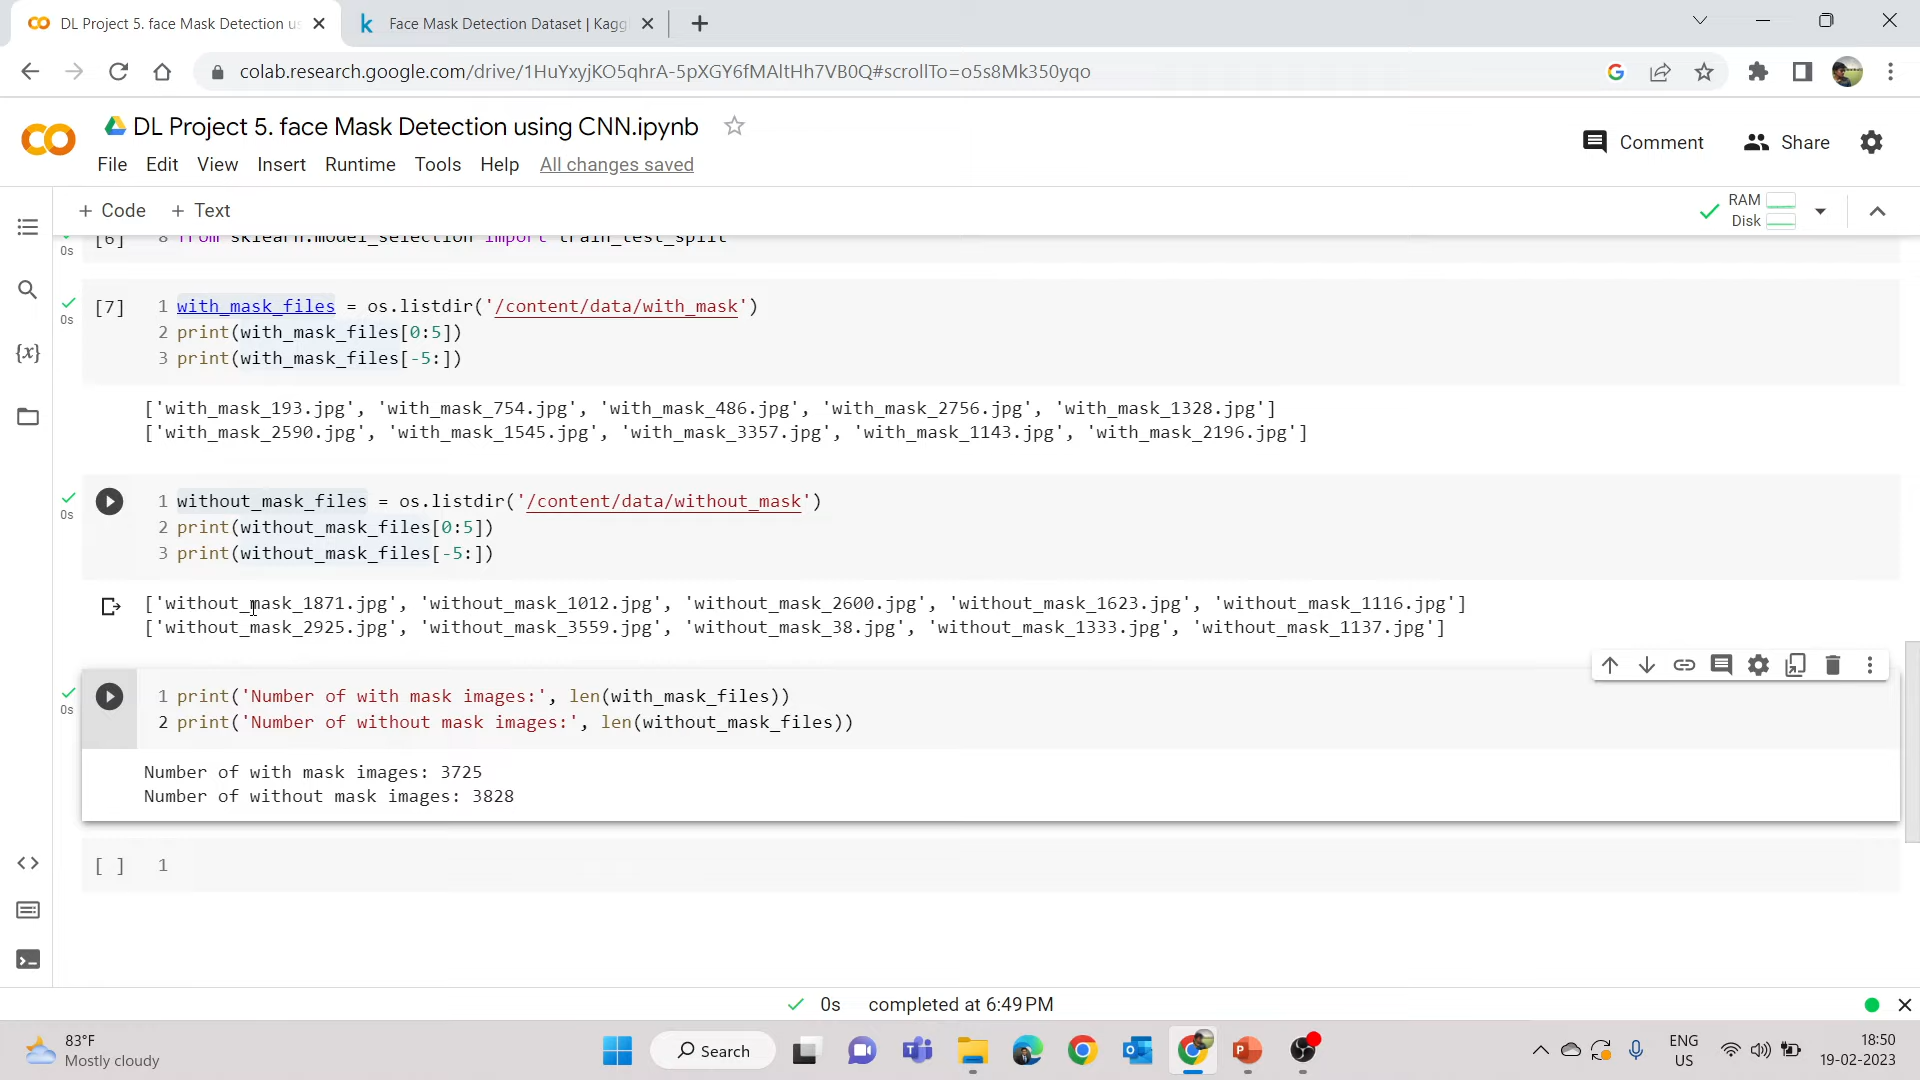 DL Project 5. face Mask Detection us
Face Mask Detection Dataset | Kagg
colab.research.google.com/drive/1HuYxyjKO5qhrA-5pXGY6fMAltHh7VB0Q#scrollTo=o5s8Mk350yqo
DL Project 5. face Mask Detection using CNN.ipynb
Comment
Share
File Edit View Insert Runtime Tools Help All changes saved
+ Code + Text
RAM
Disk
[6] 8 from sklearn.model_selection import train_test_split
0s
[7] 1 with_mask_files = os.listdir('/content/data/with_mask')
0s
2 print(with_mask_files[0:5])
3 print(with_mask_files[-5:])
['with_mask_193.jpg', 'with_mask_754.jpg', 'with_mask_486.jpg', 'with_mask_2756.jpg', 'with_mask_1328.jpg']
['with_mask_2590.jpg', 'with_mask_1545.jpg', 'with_mask_3357.jpg', 'with_mask_1143.jpg', 'with_mask_2196.jpg']
1 without_mask_files = os.listdir('/content/data/without_mask')
0s
2 print(without_mask_files[0:5])
3 print(without_mask_files[-5:])
['without_mask_1871.jpg', 'without_mask_1012.jpg', 'without_mask_2600.jpg', 'without_mask_1623.jpg', 'without_mask_1116.jpg']
['without_mask_2925.jpg', 'without_mask_3559.jpg', 'without_mask_38.jpg', 'without_mask_1333.jpg', 'without_mask_1137.jpg']
1 print('Number of with mask images:', len(with_mask_files))
0s
2 print('Number of without mask images:', len(without_mask_files))
Number of with mask images: 3725
Number of without mask images: 3828
[ ] 1
0s completed at 6:49 PM
83°F
Mostly cloudy
Search
ENG
US
18:50
19-02-2023